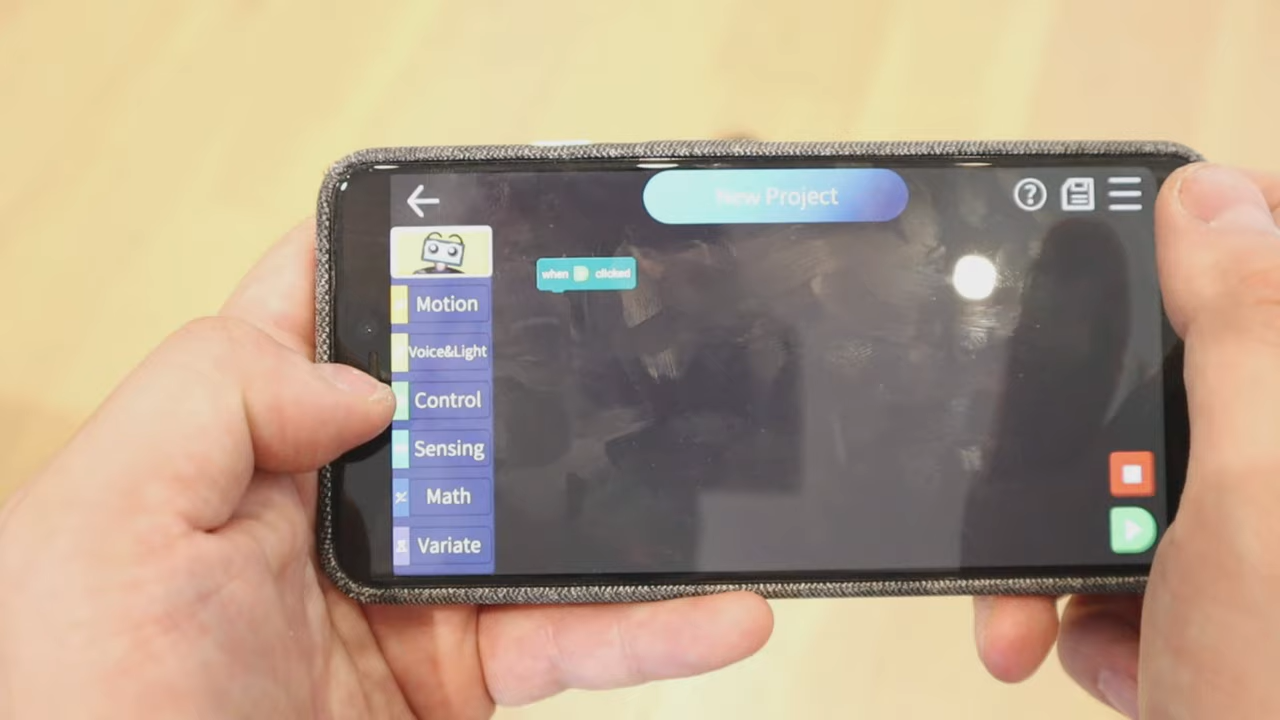 New Project
when clicked
Motion
Voice&Light
Control
Sensing
Math
Variate